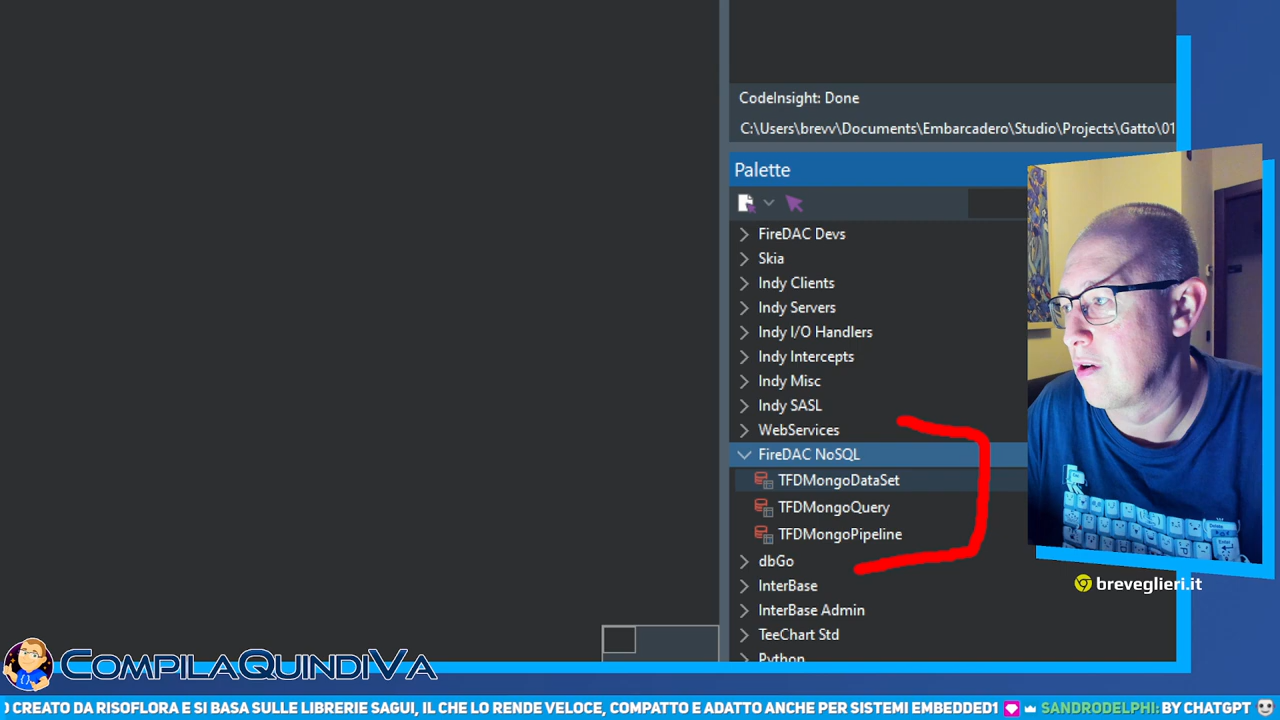 CodeInsight: Done
C:\Users\brevv\Documents\Embarcadero\Studio\Projects\Gatto\01
Palette
FireDAC Devs
Skia
Indy Clients
Indy Servers
Indy I/O Handlers
Indy Intercepts
Indy Misc
Indy SASL
WebServices
FireDAC NoSQL
TFDMongoDataSet
TFDMongoQuery
TFDMongoPipeline
dbGo
InterBase
InterBase Admin
TeeChart Std
Python
breveglieri.it
COMPILAQUINDIVA
O CREATO DA RISOFLORA E SI BASA SULLE LIBRERIE SAGUI, IL CHE LO RENDE VELOCE, COMPATTO E ADATTO ANCHE PER SISTEMI EMBEDDED1 SANDRODELPHI: BY CHATGPT